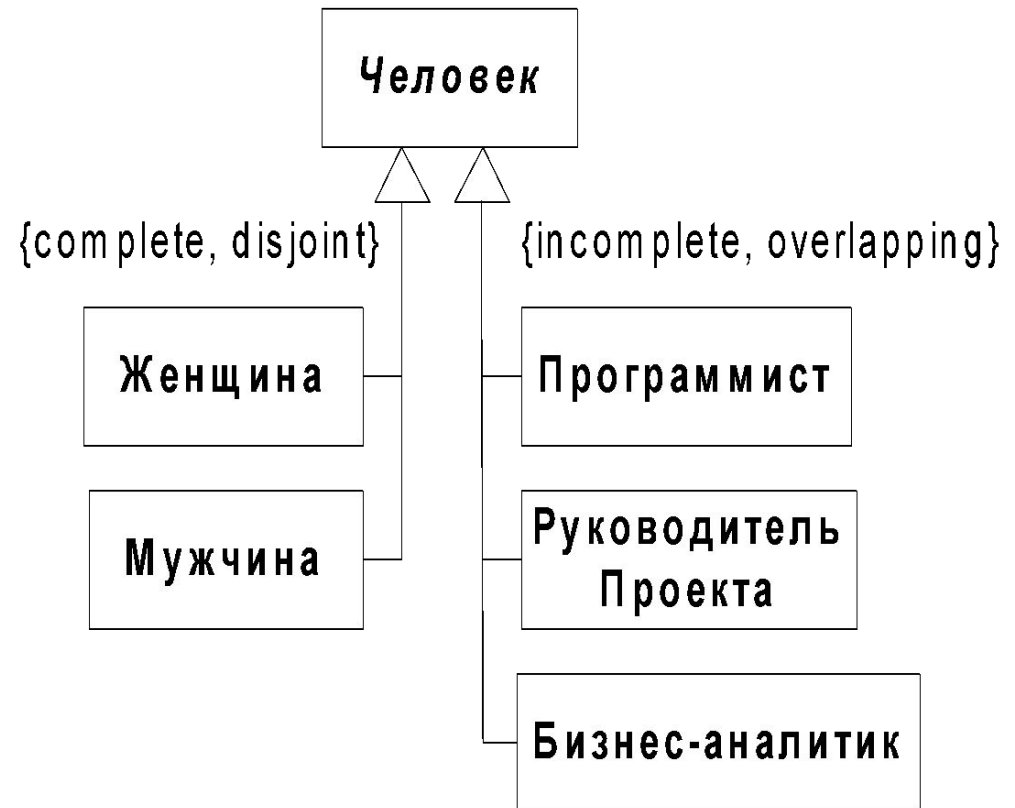 Человек
{complete, disjoint}
{incomplete, overlapping}
Женщина
Программист
Мужчина
Руководитель
Проекта
Бизнес-аналитик